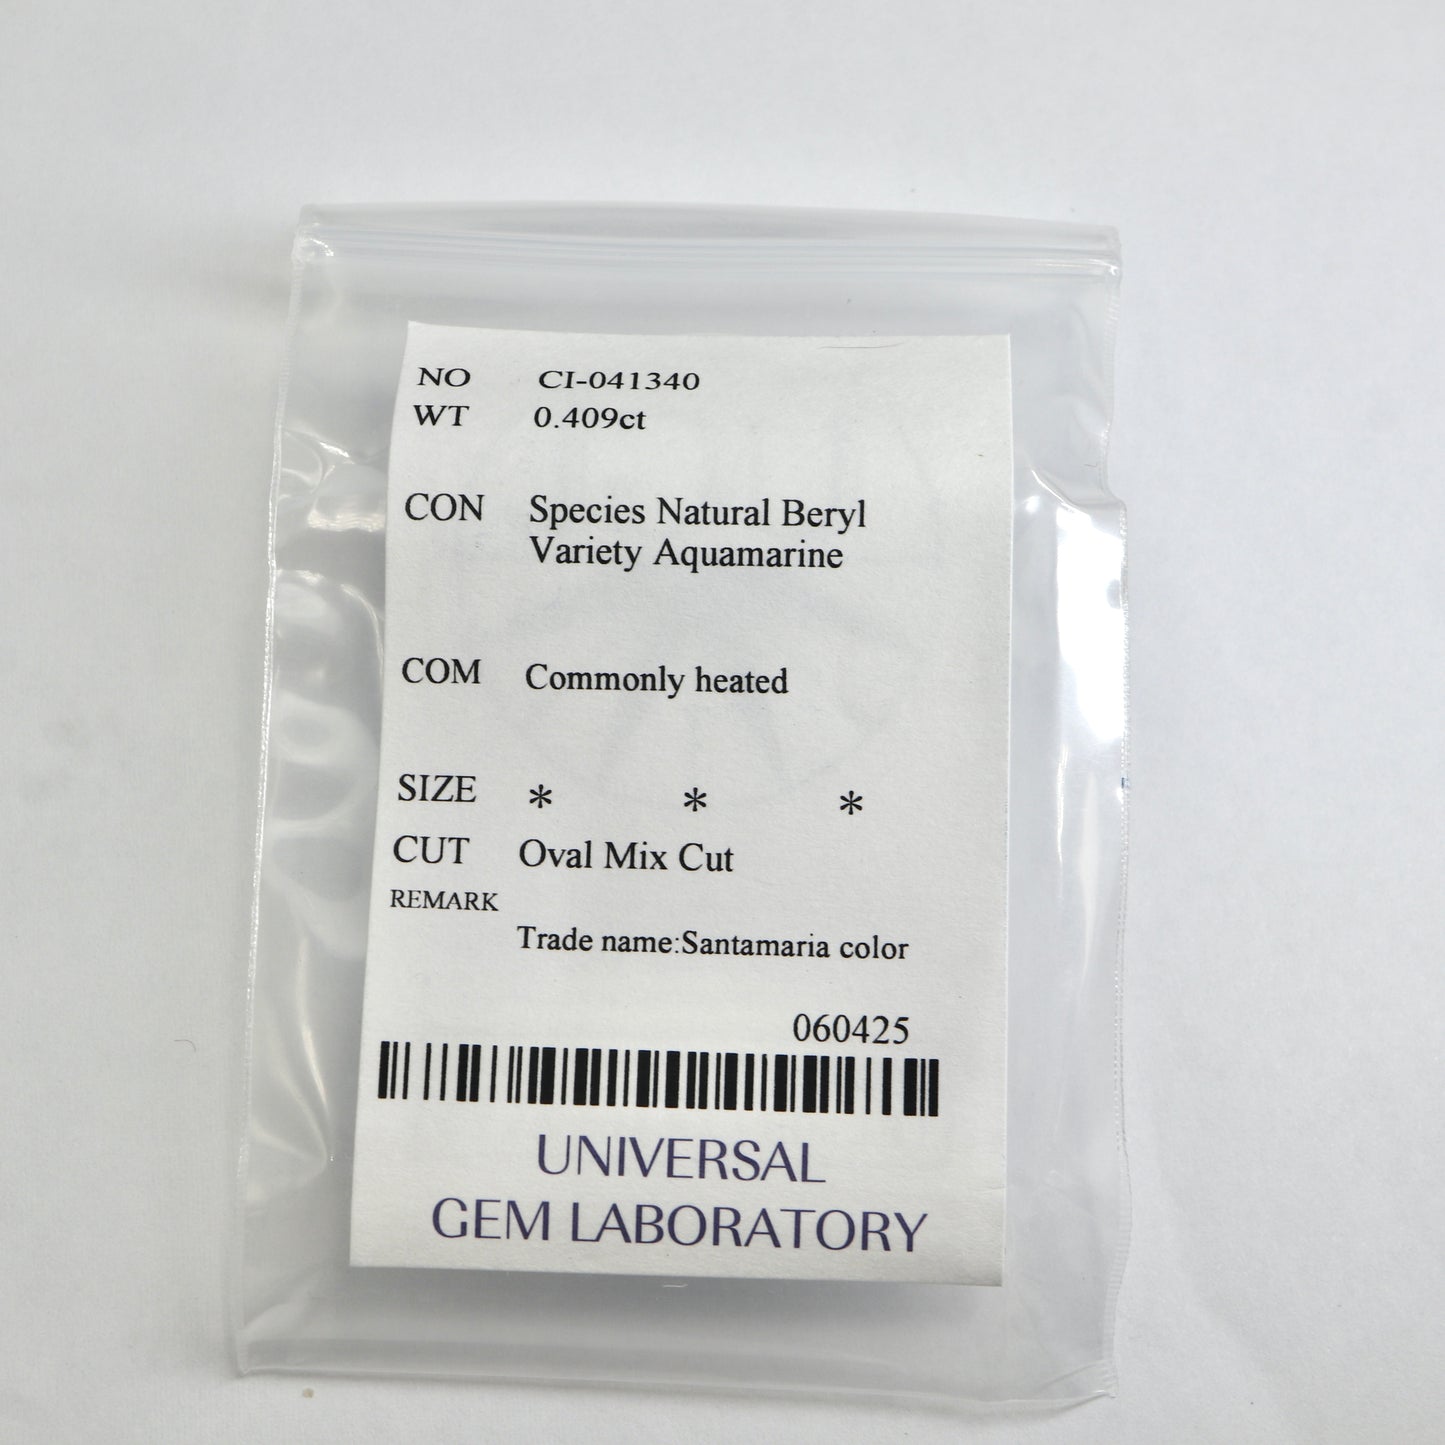 NO CI-041340
WT 0.409ct
CON Species Natural Beryl
Variety Aquamarine
COM Commonly heated
SIZE * * *
CUT Oval Mix Cut
REMARK
Trade name:Santamaria color
060425
UNIVERSAL
GEM LABORATORY